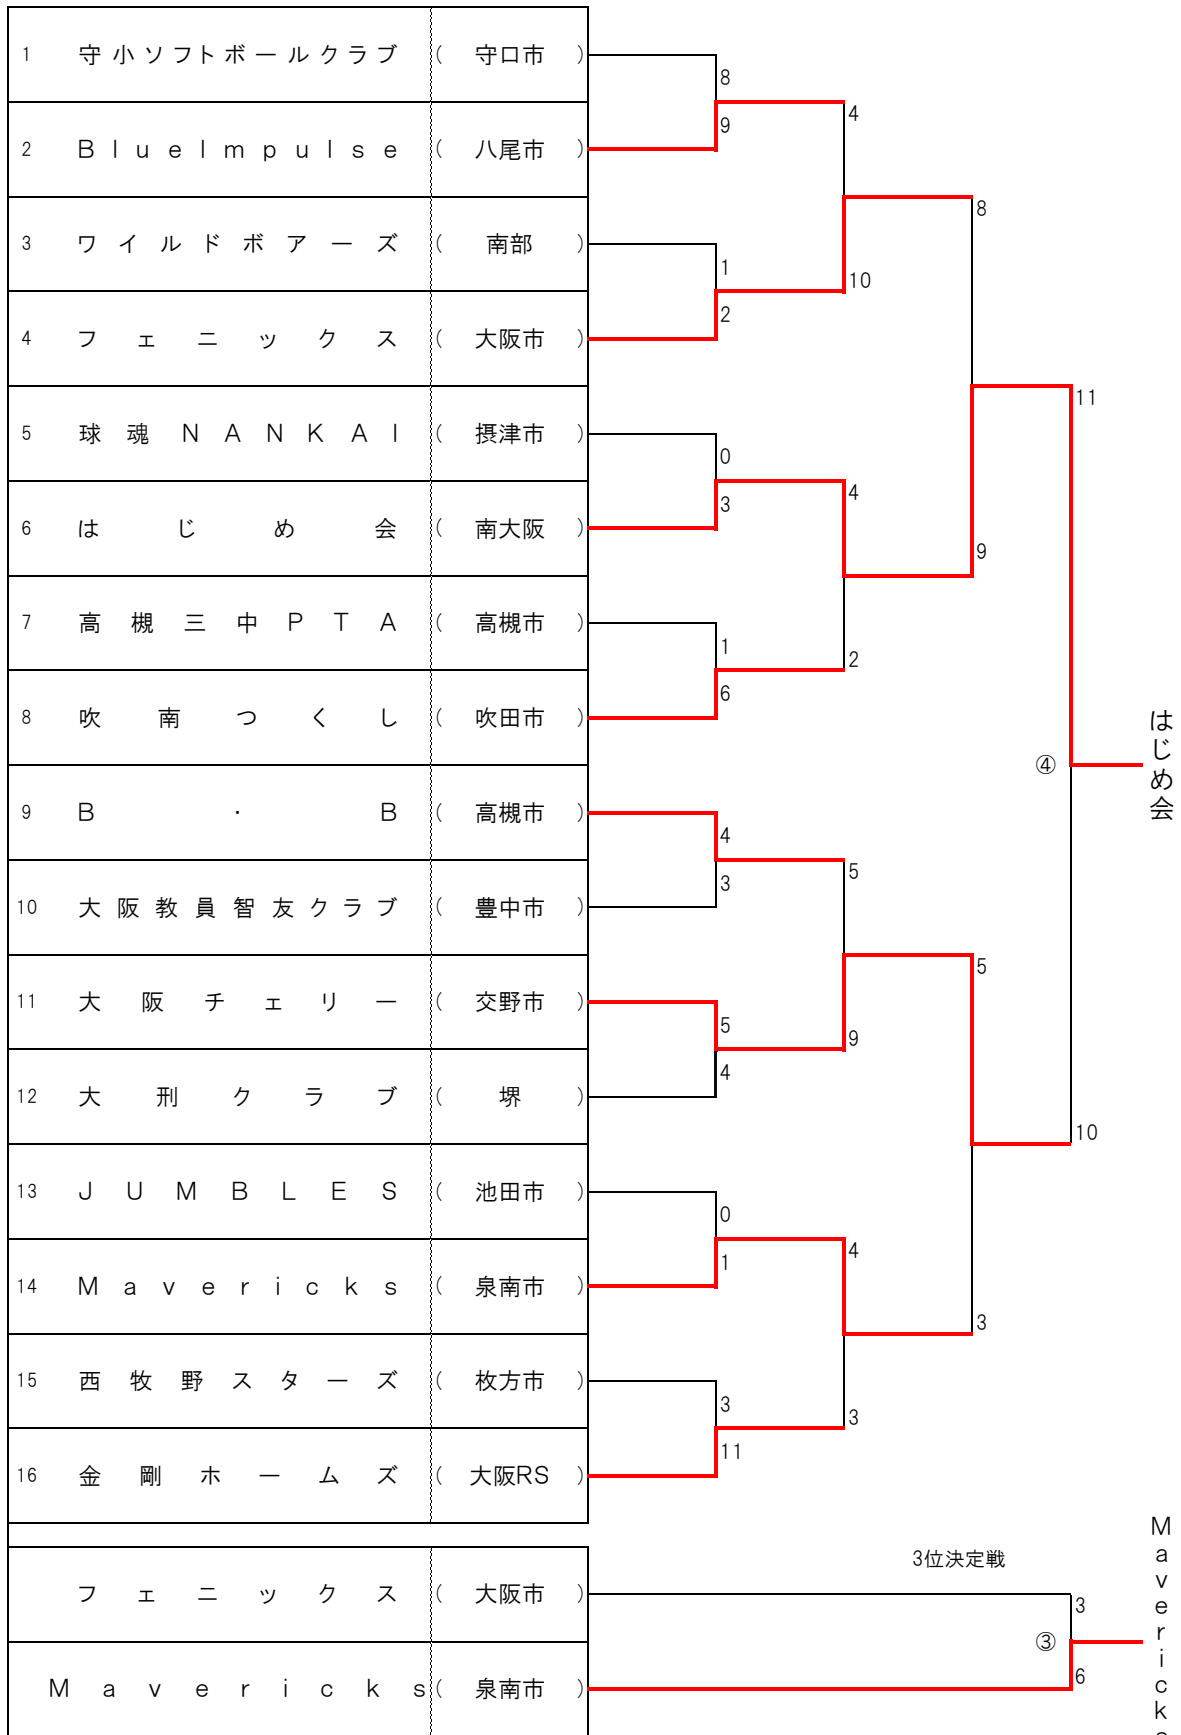 1 守小ソフトボールクラブ ( 守口市 )
8
4
2 BlueImpulse ( 八尾市 )
9
8
3 ワイルドボアーズ ( 南部 )
1
10
4 フェニックス ( 大阪市 )
2
11
5 球魂NANKAI ( 摂津市 )
0
4
6 はじめ会 ( 南大阪 )
3
9
7 高槻三中PTA ( 高槻市 )
1
2
8 吹南つくし ( 吹田市 )
6
④
はじめ会
9 B・B ( 高槻市 )
4
5
10 大阪教員智友クラブ ( 豊中市 )
3
5
11 大阪チェリー ( 交野市 )
5
9
12 大刑クラブ ( 堺 )
4
10
13 JUMBLES ( 池田市 )
0
4
14 Mavericks ( 泉南市 )
1
3
15 西牧野スターズ ( 枚方市 )
3
3
16 金剛ホームズ ( 大阪RS )
11
3位決定戦
フェニックス ( 大阪市 )
3
③
Mavericks
Mavericks ( 泉南市 )
6